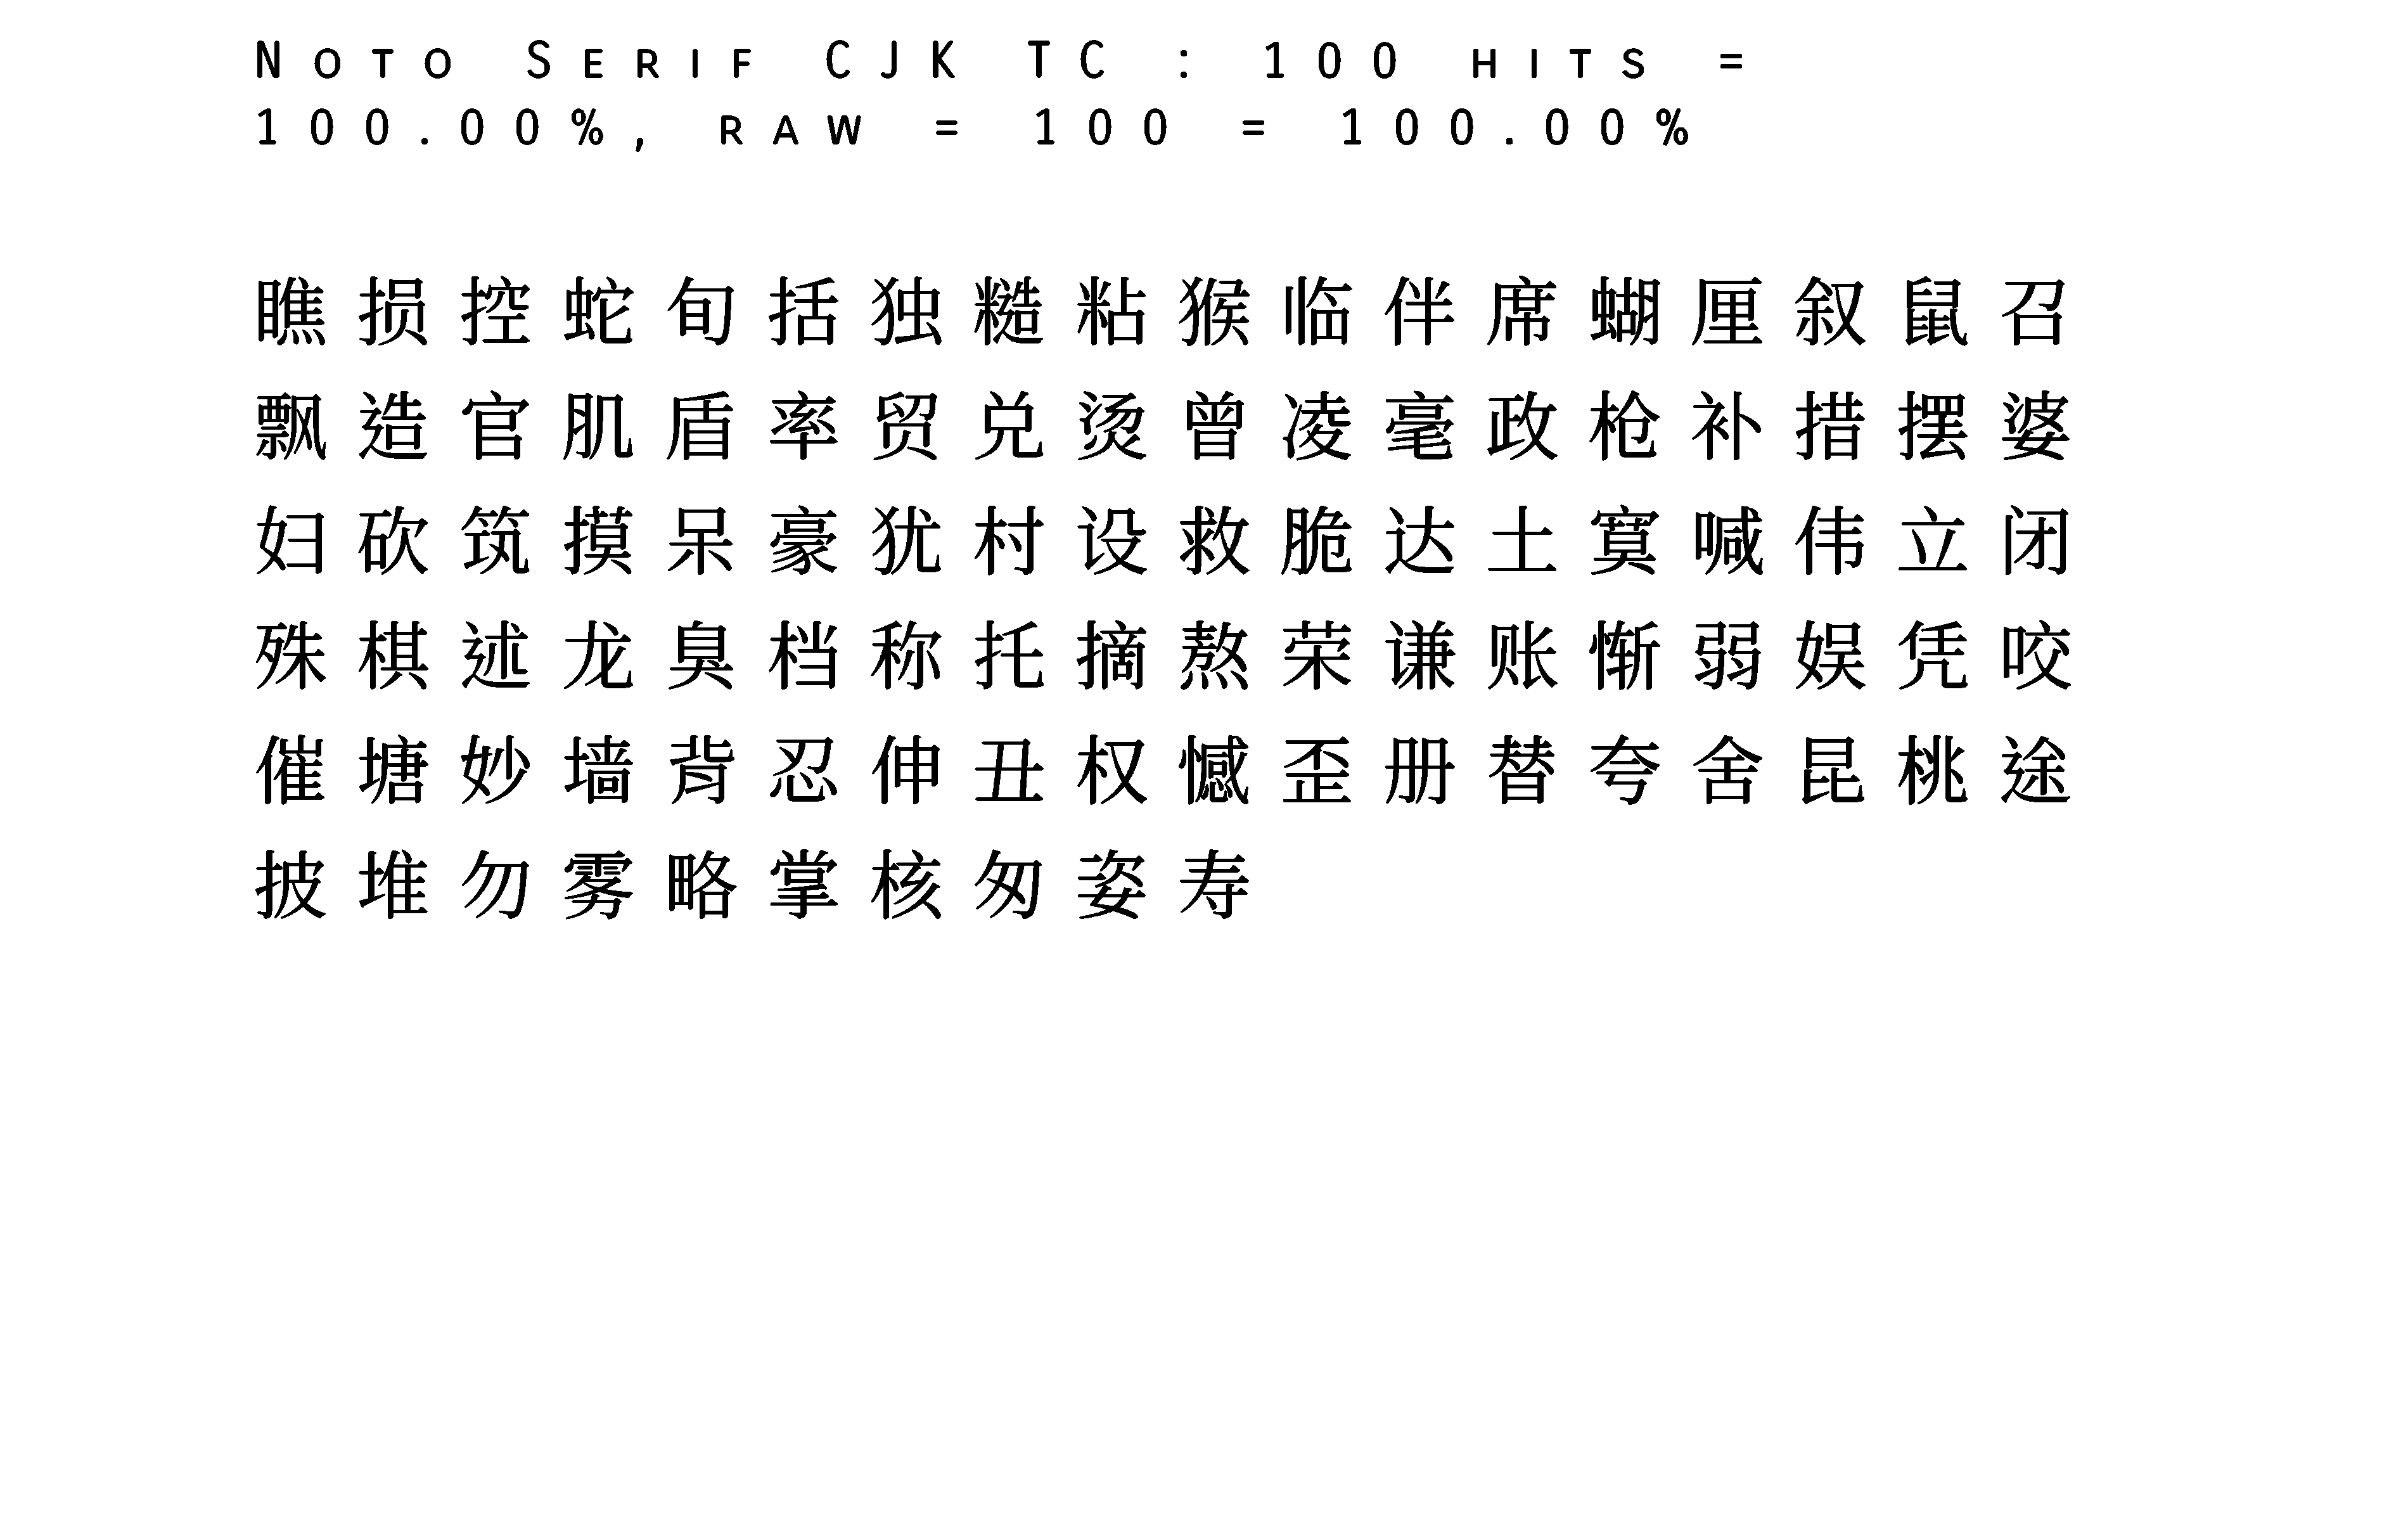 Noto Serif CJK TC : 100 hits =
100.00%, raw = 100 = 100.00%
瞧损控蛇旬括独糙粘猴临伴席蝴厘叙鼠召
飘造官肌盾率贸兑烫曾凌毫政枪补措摆婆
妇砍筑摸呆豪犹村设救脆达土寞喊伟立闭
殊棋述龙臭档称托摘熬荣谦账惭弱娱凭咬
催塘妙墙背忍伸丑权憾歪册替夸舍昆桃途
披堆勿雾略掌核匆姿寿